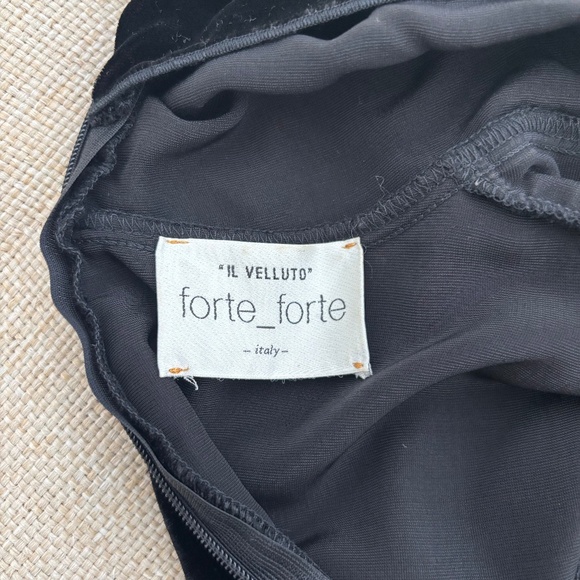 "IL VELLUTO"
forte_forte
– italy –